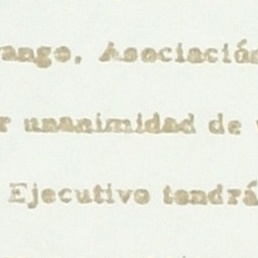 rango, Asociación
r unanimidad de v
Ejecutivo tendrá